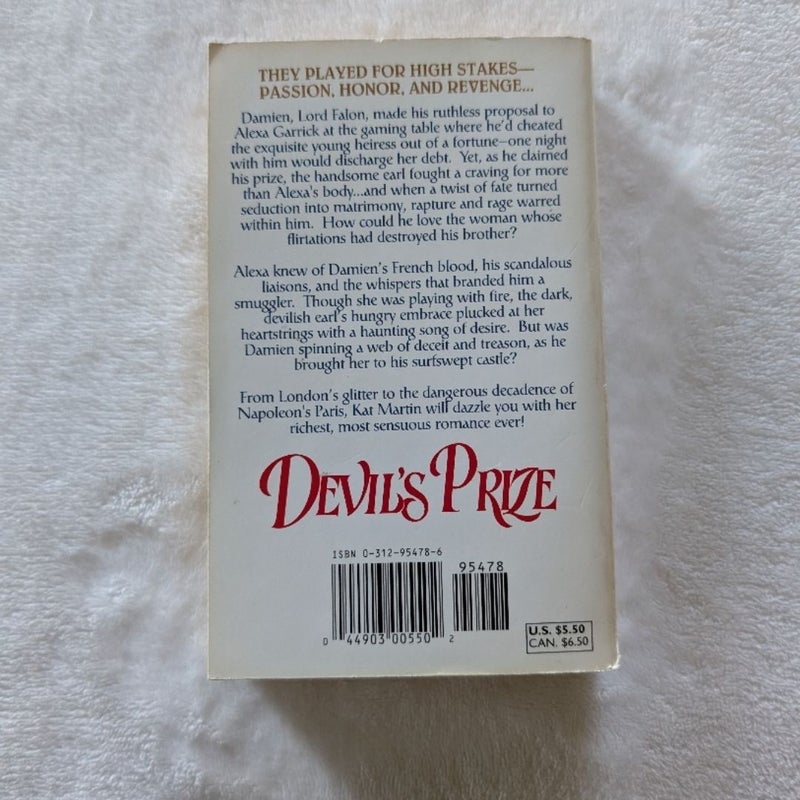 THEY PLAYED FOR HIGH STAKES—
PASSION, HONOR, AND REVENGE...
Damien, Lord Falon, made his ruthless proposal to
Alexa Garrick at the gaming table where he'd cheated
the exquisite young heiress out of a fortune—one night
with him would discharge her debt. Yet, as he claimed
his prize, the handsome earl fought a craving for more
than Alexa's body...and when a twist of fate turned
seduction into matrimony, rapture and rage warred
within him. How could he love the woman whose
flirtations had destroyed his brother?
Alexa knew of Damien's French blood, his scandalous
liaisons, and the whispers that branded him a
smuggler. Though she was playing with fire, the dark,
devilish earl's hungry embrace plucked at her
heartstrings with a haunting song of desire. But was
Damien spinning a web of deceit and treason, as he
brought her to his surfswept castle?
From London's glitter to the dangerous decadence of
Napoleon's Paris, Kat Martin will dazzle you with her
richest, most sensuous romance ever!
DEVIL'S PRIZE
ISBN 0-312-95478-6
95478
0 44903 00550 2
U.S. $5.50
CAN. $6.50